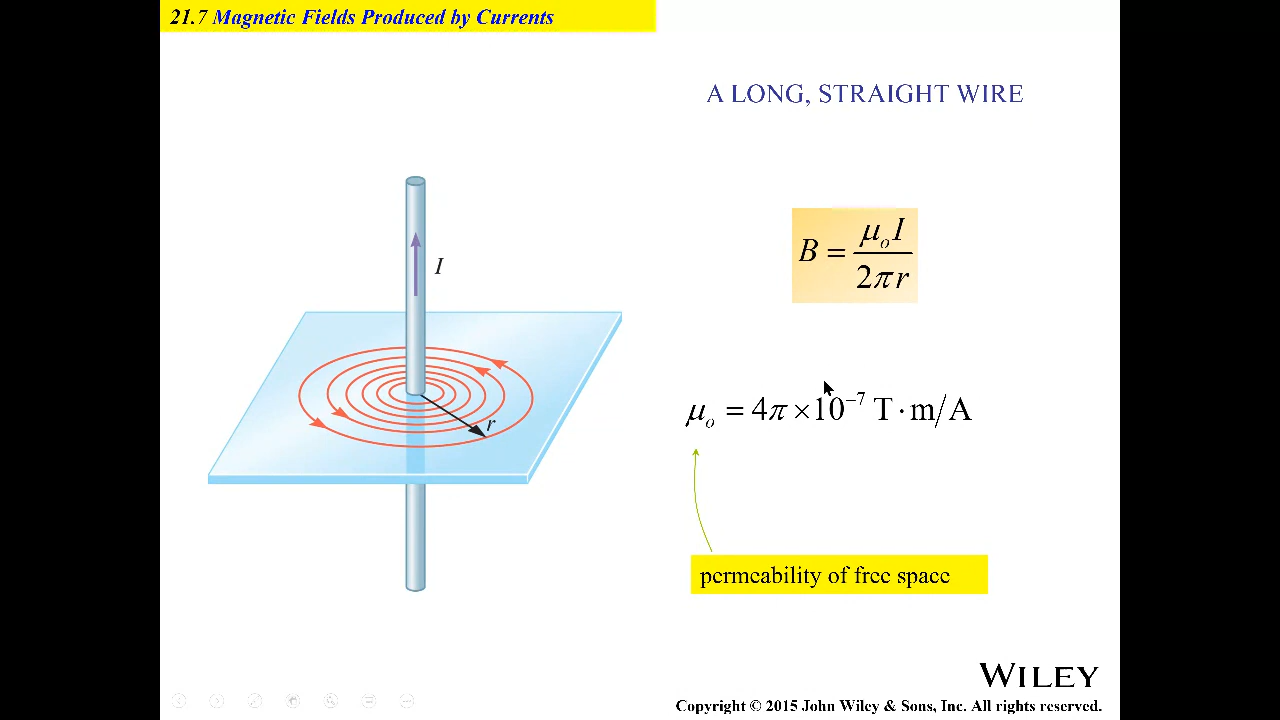 21.7 Magnetic Fields Produced by Currents
A LONG, STRAIGHT WIRE
I
B = μₒI / 2πr
r
μₒ = 4π × 10⁻⁷ T · m/A
permeability of free space
WILEY
Copyright © 2015 John Wiley & Sons, Inc. All rights reserved.